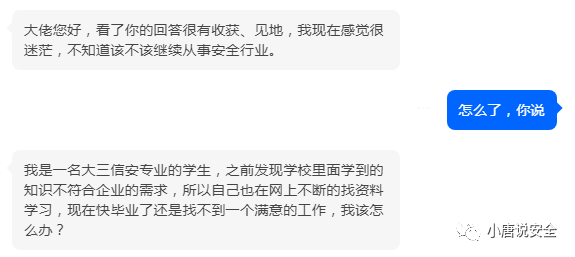 大佬您好，看了你的回答很有收获、见地，我现在感觉很
迷茫，不知道该不该继续从事安全行业。
怎么了，你说
我是一名大三信安专业的学生，之前发现学校里面学到的
知识不符合企业的需求，所以自己也在网上不断的找资料
学习，现在快毕业了还是找不到一个满意的工作，我该怎
么办？
小唐说安全